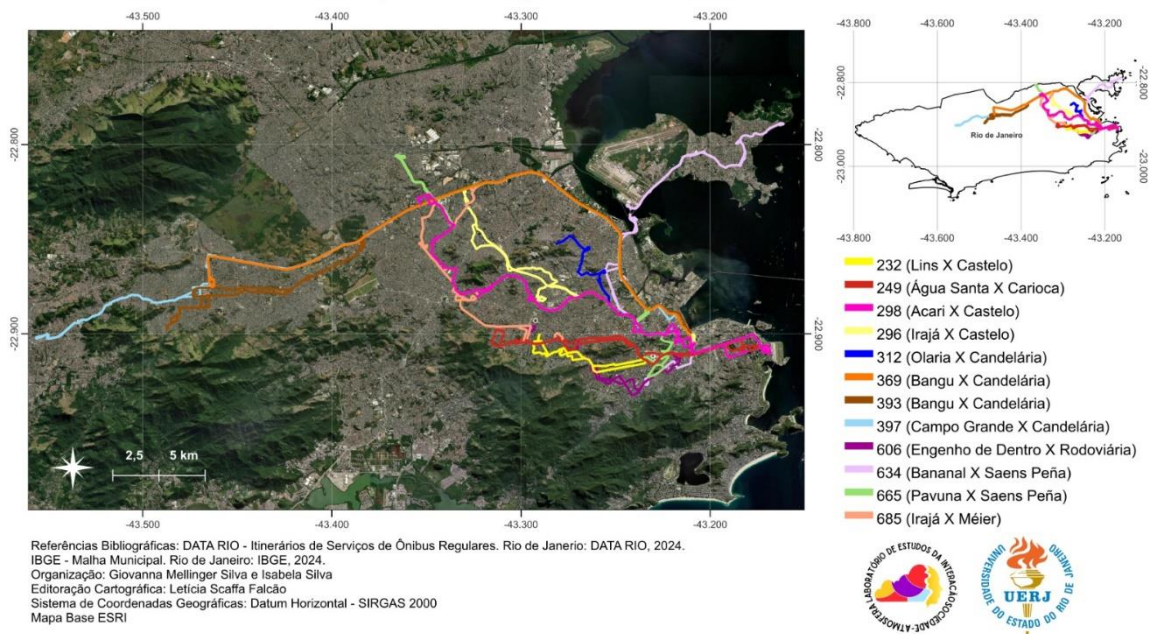 -43.500
-43.400
-43.300
-43.200
-22.800
-22.900
-22.800
-22.900
2,5
5 km
-43.500
-43.400
-43.300
-43.200
-43.800
-43.600
-43.400
-43.200
-22.800
-23.000
-22.800
-23.000
Rio de Janeiro
-43.800
-43.600
-43.400
-43.200
232 (Lins X Castelo)
249 (Água Santa X Carioca)
298 (Acari X Castelo)
296 (Irajá X Castelo)
312 (Olaria X Candelária)
369 (Bangu X Candelária)
393 (Bangu X Candelária)
397 (Campo Grande X Candelária)
606 (Engenho de Dentro X Rodoviária)
634 (Bananal X Saens Peña)
665 (Pavuna X Saens Peña)
685 (Irajá X Méier)
Referências Bibliográficas: DATA RIO - Itinerários de Serviços de Ônibus Regulares. Rio de Janerio: DATA RIO, 2024.
IBGE - Malha Municipal. Rio de Janeiro: IBGE, 2024.
Organização: Giovanna Mellinger Silva e Isabela Silva
Editoração Cartográfica: Letícia Scaffa Falcão
Sistema de Coordenadas Geográficas: Datum Horizontal - SIRGAS 2000
Mapa Base ESRI
LABORATÓRIO DE ESTUDOS DA INTERAÇÃO SOCIEDADE-ATMOSFERA
UNIVERSIDADE DO ESTADO DO RIO DE JANEIRO
UERJ